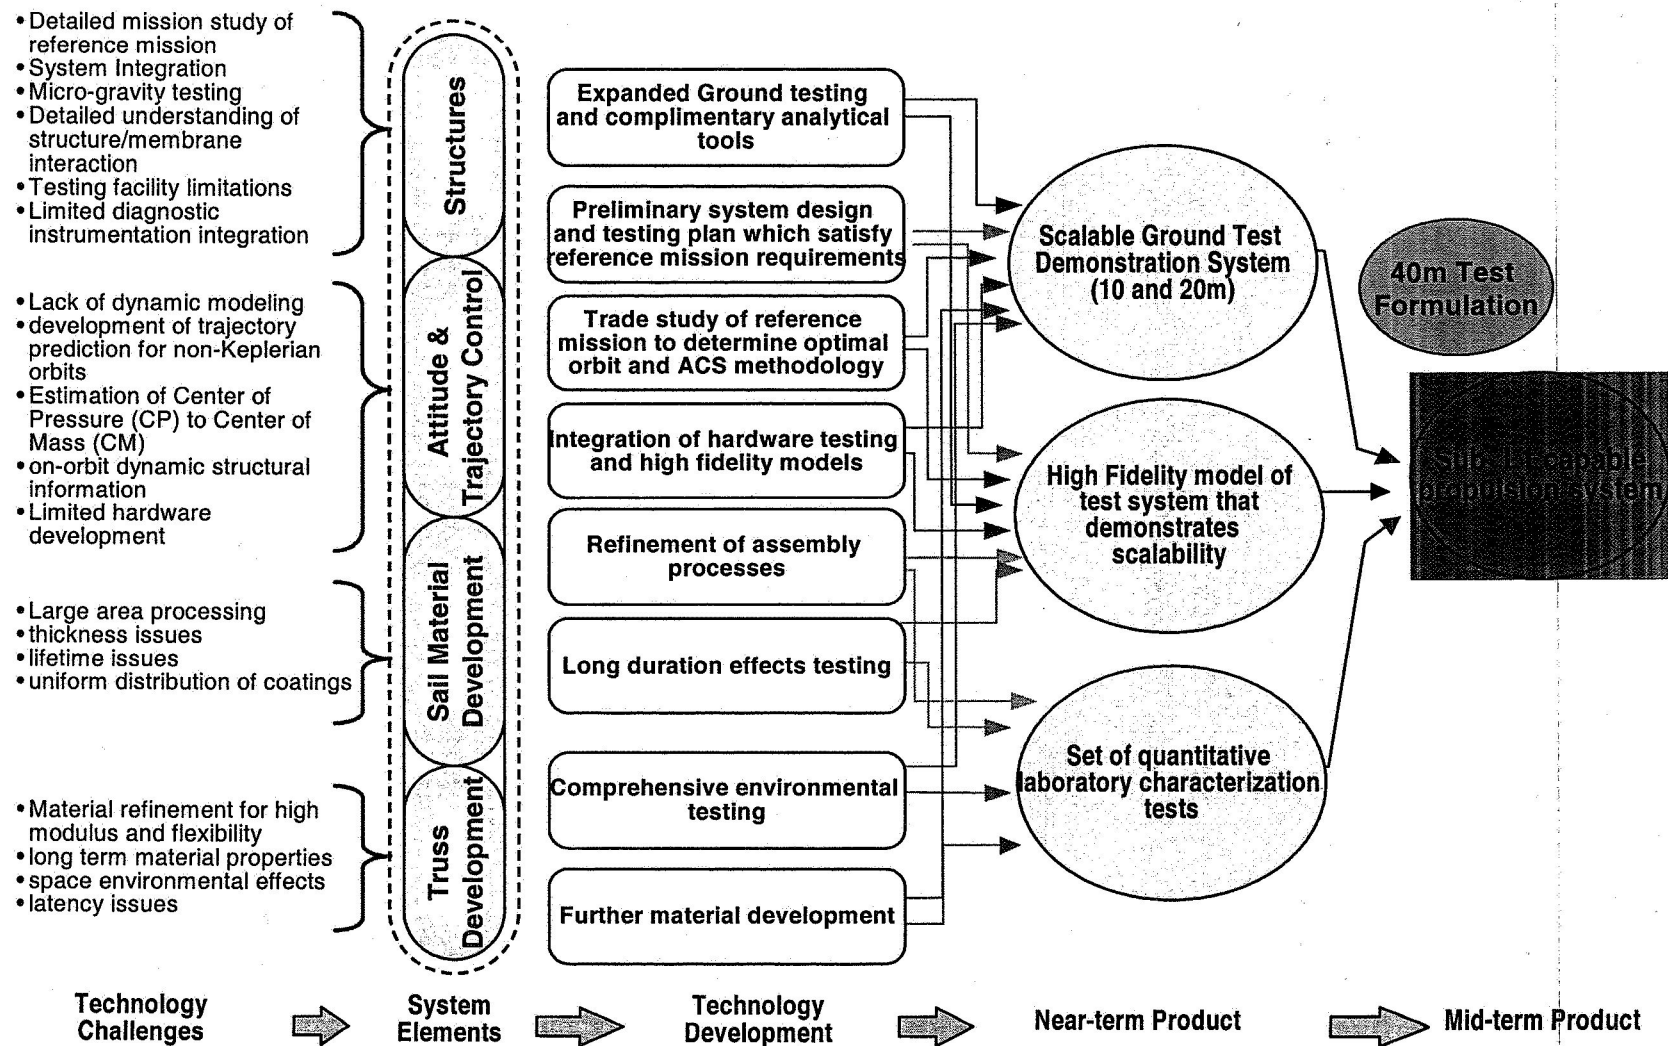 • Detailed mission study of
reference mission
• System Integration
• Micro-gravity testing
• Detailed understanding of
structure/membrane
interaction
• Testing facility limitations
• Limited diagnostic
instrumentation integration
• Lack of dynamic modeling
• development of trajectory
prediction for non-Keplerian
orbits
• Estimation of Center of
Pressure (CP) to Center of
Mass (CM)
• on-orbit dynamic structural
information
• Limited hardware
development
• Large area processing
• thickness issues
• lifetime issues
• uniform distribution of coatings
• Material refinement for high
modulus and flexibility
• long term material properties
• space environmental effects
• latency issues
Structures
Attitude &
Trajectory Control
Sail Material
Development
Truss
Development
Expanded Ground testing
and complimentary analytical
tools
Preliminary system design
and testing plan which satisfy
reference mission requirements
Trade study of reference
mission to determine optimal
orbit and ACS methodology
Integration of hardware testing
and high fidelity models
Refinement of assembly
processes
Long duration effects testing
Comprehensive environmental
testing
Further material development
Scalable Ground Test
Demonstration System
(10 and 20m)
High Fidelity model of
test system that
demonstrates
scalability
Set of quantitative
laboratory characterization
tests
40m Test
Formulation
capable
propulsion system
Technology
Challenges
System
Elements
Technology
Development
Near-term Product
Mid-term Product